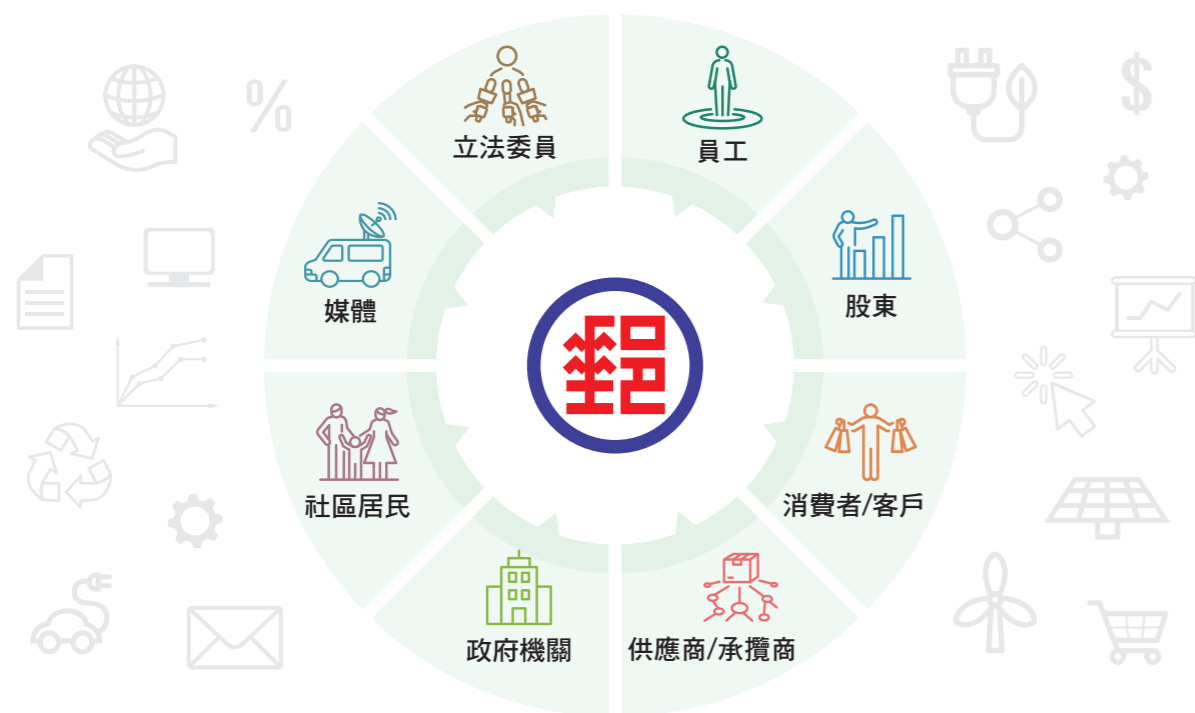 立法委員
員工
媒體
股東
郵
社區居民
消費者/客戶
政府機關
供應商/承攬商
%
$